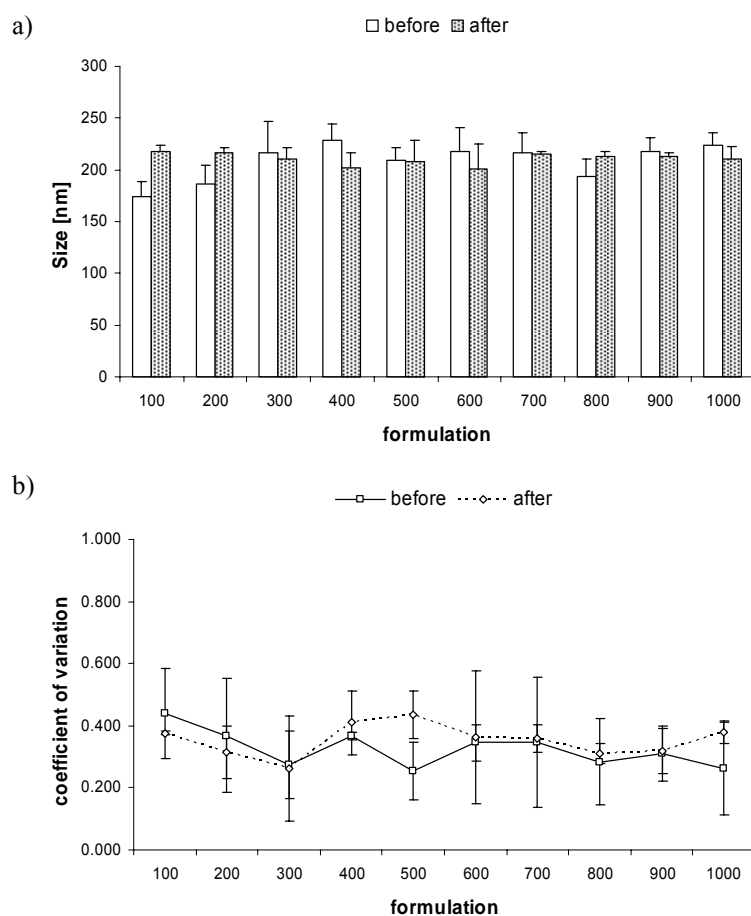 a)
before after
300
250
200
150
100
50
0
Size [nm]
100 200 300 400 500 600 700 800 900 1000
formulation
b)
before after
1.000
0.800
0.600
0.400
0.200
0.000
coefficient of variation
100 200 300 400 500 600 700 800 900 1000
formulation